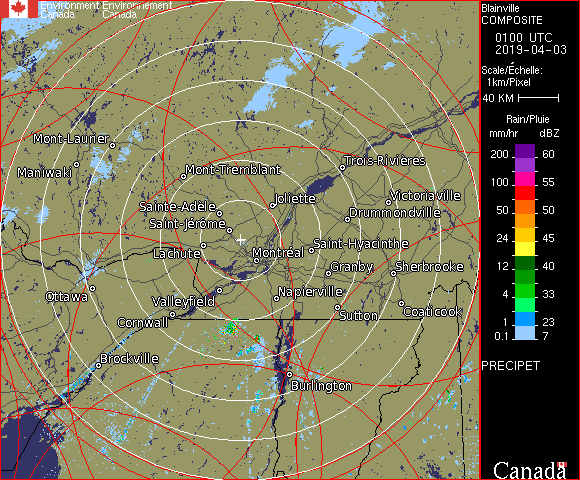 Environment Environnement
Canada Canada
Blainville
COMPOSITE
0100 UTC
2019-04-03
Scale/Échelle:
1km/Pixel
40 KM
Rain/Pluie
mm/hr dBZ
200 60
100 55
50 50
24 45
12 40
4 33
1 23
0.1 7
PRECIPET
Canada
Mont-Laurier
Maniwaki
Mont-Tremblant
Trois-Rivières
Joliette
Victoriaville
Sainte-Adèle
Drummondville
Saint-Jérôme
Saint-Hyacinthe
Lachute
Montréal
Granby
Sherbrooke
Ottawa
Valleyfield
Napierville
Coaticook
Cornwall
Sutton
Brockville
Burlington